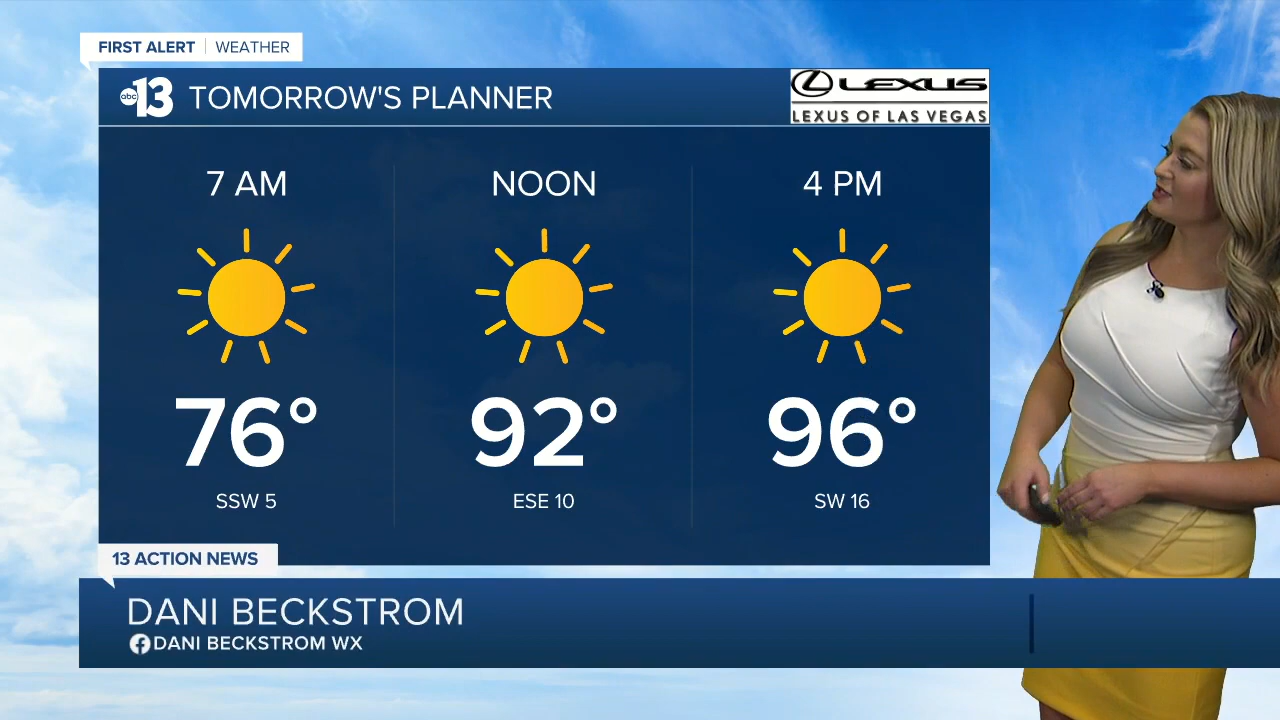 FIRST ALERT | WEATHER
abc 13 TOMORROW'S PLANNER
LEXUS
LEXUS OF LAS VEGAS
7 AM
NOON
4 PM
76°
92°
96°
SSW 5
ESE 10
SW 16
13 ACTION NEWS
DANI BECKSTROM
DANI BECKSTROM WX